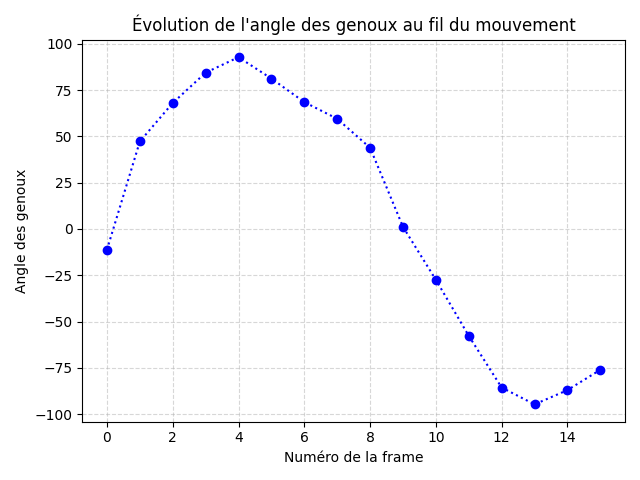 Évolution de l'angle des genoux au fil du mouvement
100
75
50
25
0
−25
−50
−75
−100
Angle des genoux
0 2 4 6 8 10 12 14
Numéro de la frame